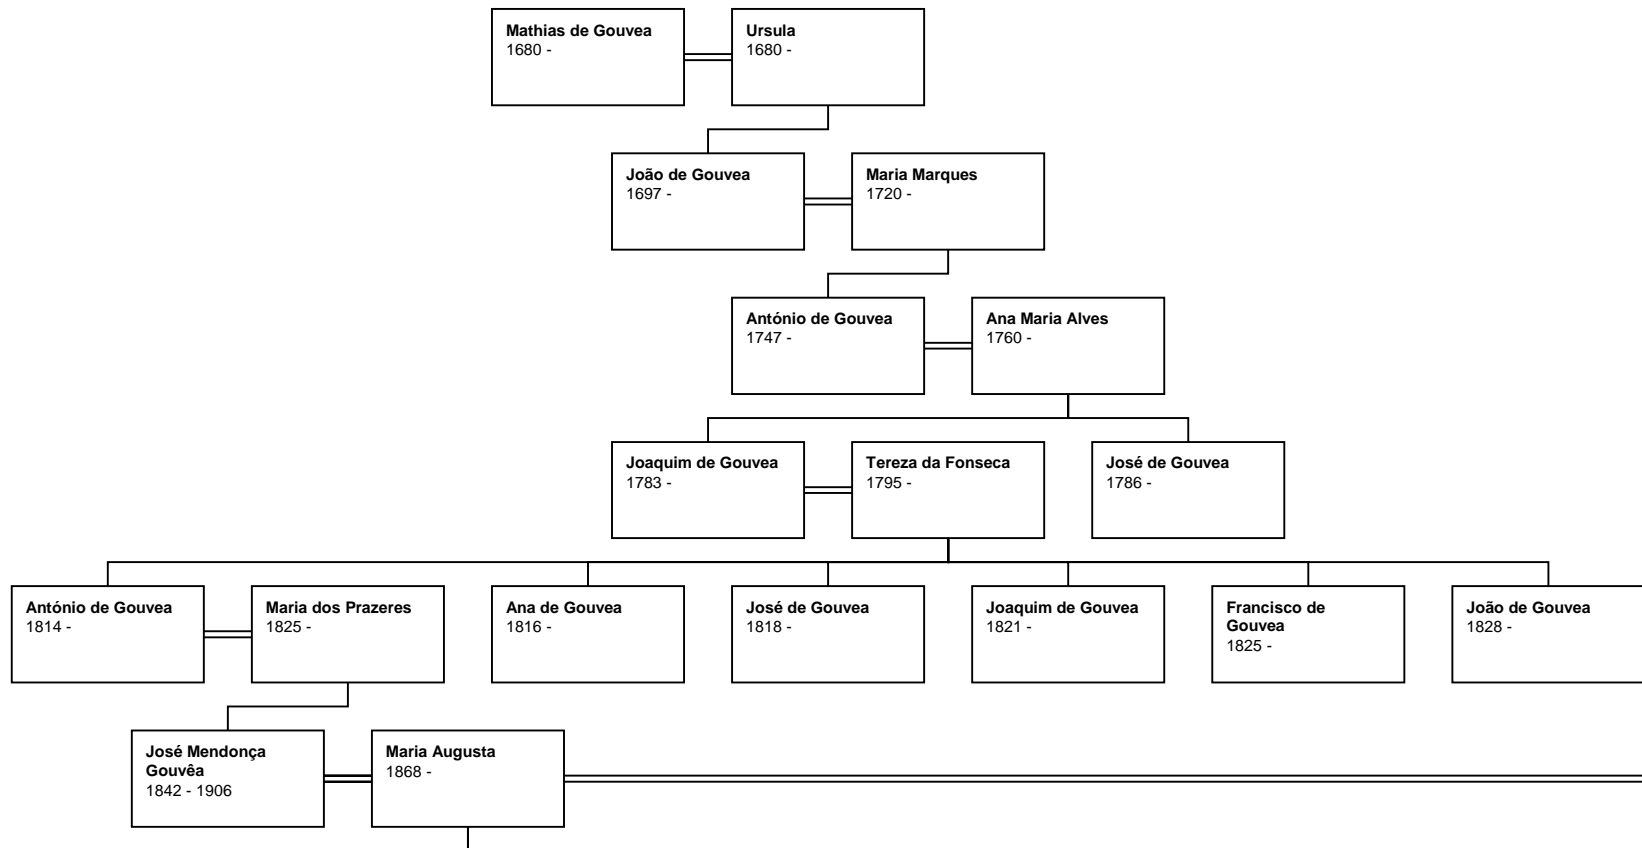 Mathias de Gouvea
1680 -
Ursula
1680 -
João de Gouvea
1697 -
Maria Marques
1720 -
António de Gouvea
1747 -
Ana Maria Alves
1760 -
Joaquim de Gouvea
1783 -
Tereza da Fonseca
1795 -
José de Gouvea
1786 -
António de Gouvea
1814 -
Maria dos Prazeres
1825 -
Ana de Gouvea
1816 -
José de Gouvea
1818 -
Joaquim de Gouvea
1821 -
Francisco de
Gouvea
1825 -
João de Gouvea
1828 -
José Mendonça
Gouvêa
1842 - 1906
Maria Augusta
1868 -